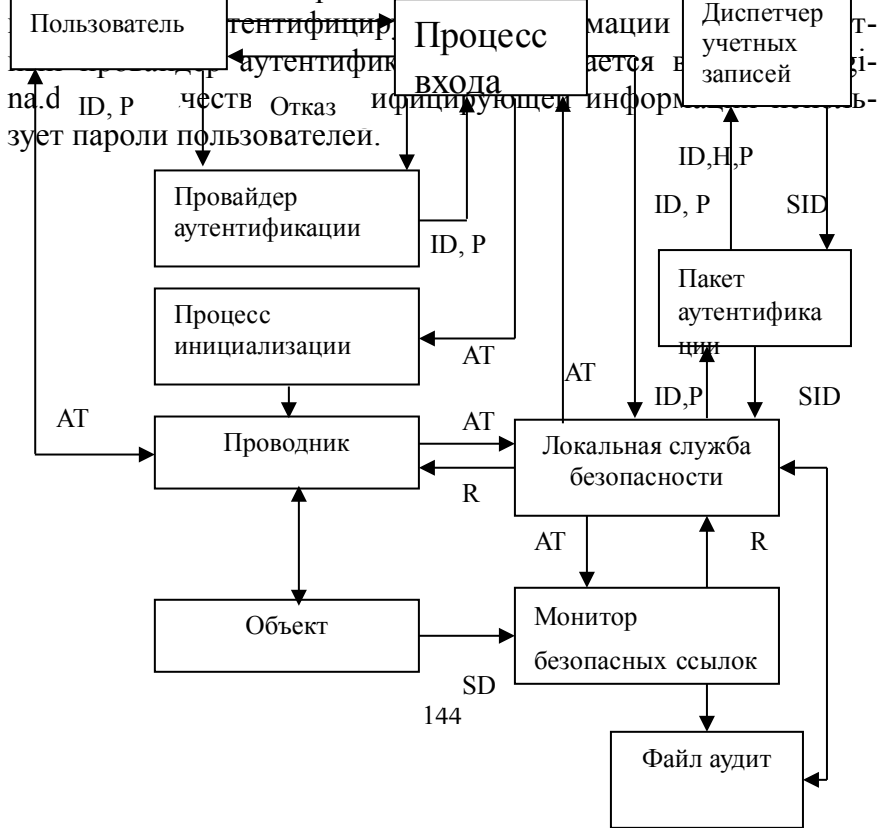 Пользователь
Процесс
входа
Диспетчер
учетных
записей
аутентифик
ID, P
Отказ
зует пароли пользователей.
ID,H,P
Провайдер
аутентификации
ID, P
ID, P
SID
Пакет
аутентифика
ции
Процесс
инициализации
AT
AT
ID,P
SID
AT
AT
Проводник
Локальная служба
безопасности
R
AT
R
Объект
Монитор
безопасных ссылок
SD
144
Файл аудит